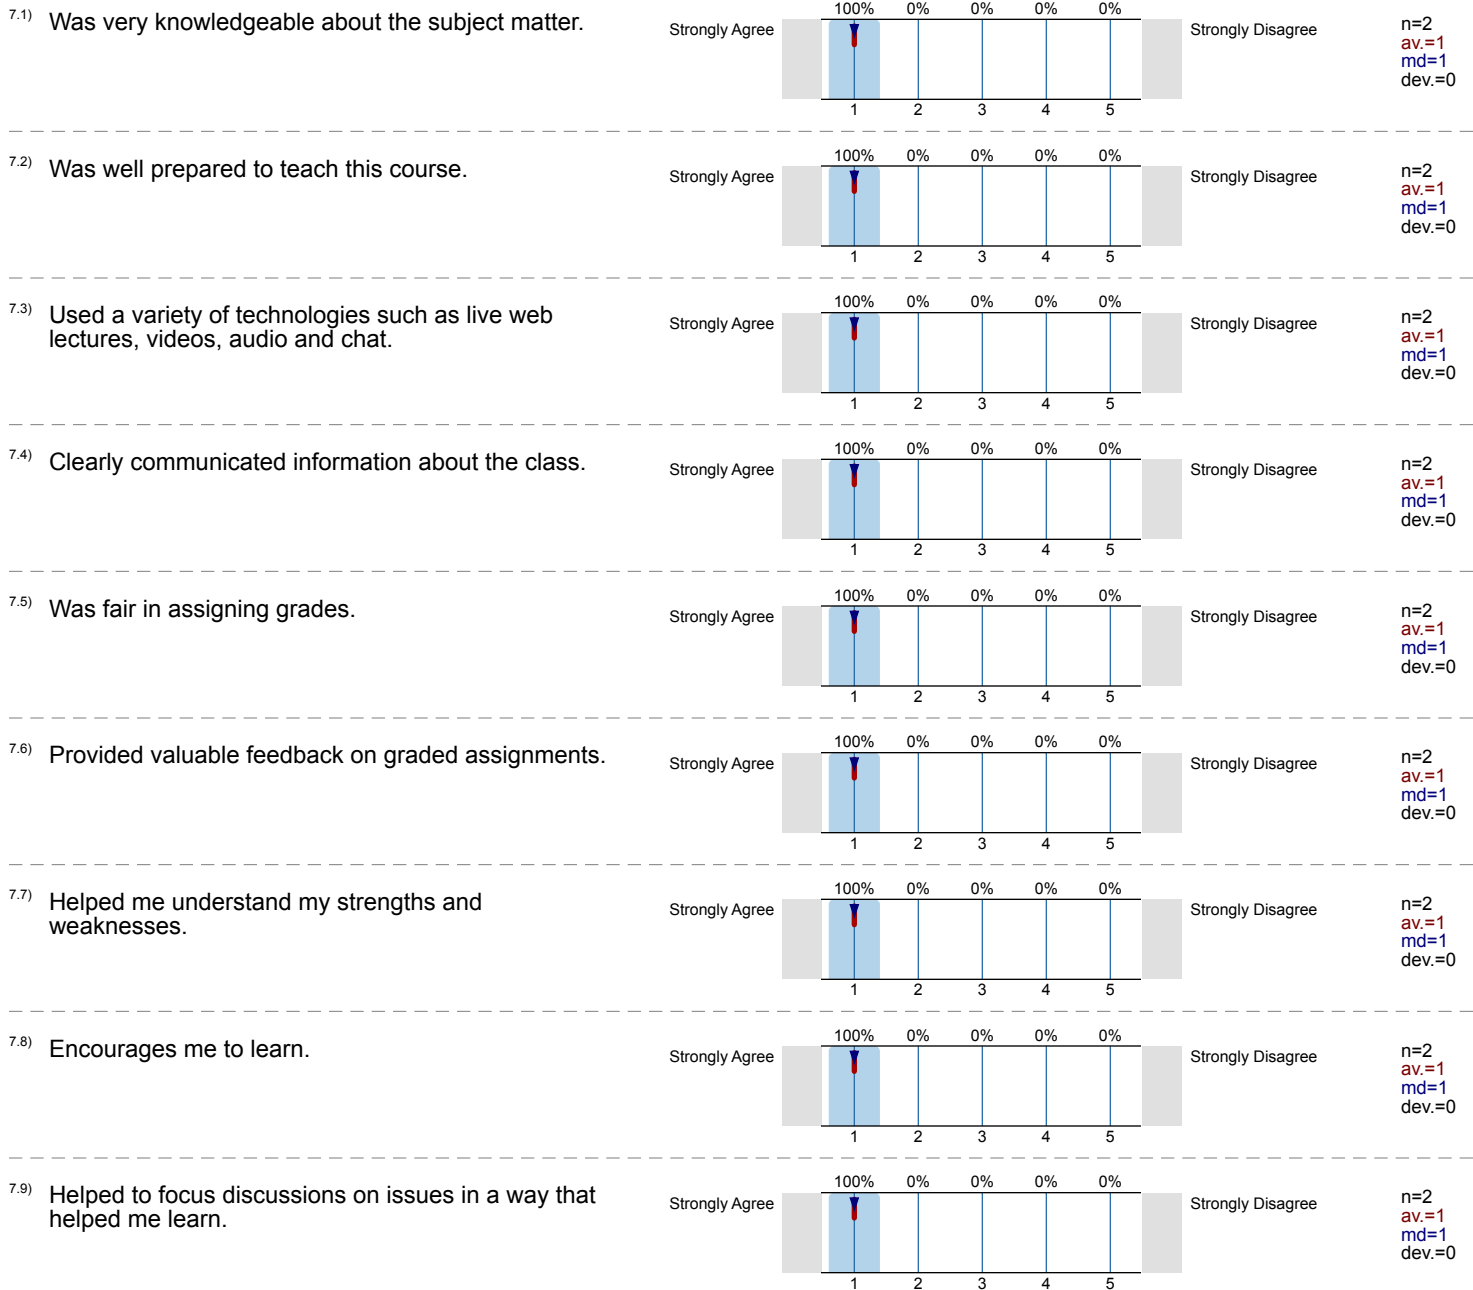 7.1) Was very knowledgeable about the subject matter.
100% 0% 0% 0% 0%
Strongly Agree Strongly Disagree
n=2
av.=1
md=1
dev.=0
1 2 3 4 5
7.2) Was well prepared to teach this course.
100% 0% 0% 0% 0%
Strongly Agree Strongly Disagree
n=2
av.=1
md=1
dev.=0
1 2 3 4 5
7.3) Used a variety of technologies such as live web
lectures, videos, audio and chat.
100% 0% 0% 0% 0%
Strongly Agree Strongly Disagree
n=2
av.=1
md=1
dev.=0
1 2 3 4 5
7.4) Clearly communicated information about the class.
100% 0% 0% 0% 0%
Strongly Agree Strongly Disagree
n=2
av.=1
md=1
dev.=0
1 2 3 4 5
7.5) Was fair in assigning grades.
100% 0% 0% 0% 0%
Strongly Agree Strongly Disagree
n=2
av.=1
md=1
dev.=0
1 2 3 4 5
7.6) Provided valuable feedback on graded assignments.
100% 0% 0% 0% 0%
Strongly Agree Strongly Disagree
n=2
av.=1
md=1
dev.=0
1 2 3 4 5
7.7) Helped me understand my strengths and
weaknesses.
100% 0% 0% 0% 0%
Strongly Agree Strongly Disagree
n=2
av.=1
md=1
dev.=0
1 2 3 4 5
7.8) Encourages me to learn.
100% 0% 0% 0% 0%
Strongly Agree Strongly Disagree
n=2
av.=1
md=1
dev.=0
1 2 3 4 5
7.9) Helped to focus discussions on issues in a way that
helped me learn.
100% 0% 0% 0% 0%
Strongly Agree Strongly Disagree
n=2
av.=1
md=1
dev.=0
1 2 3 4 5